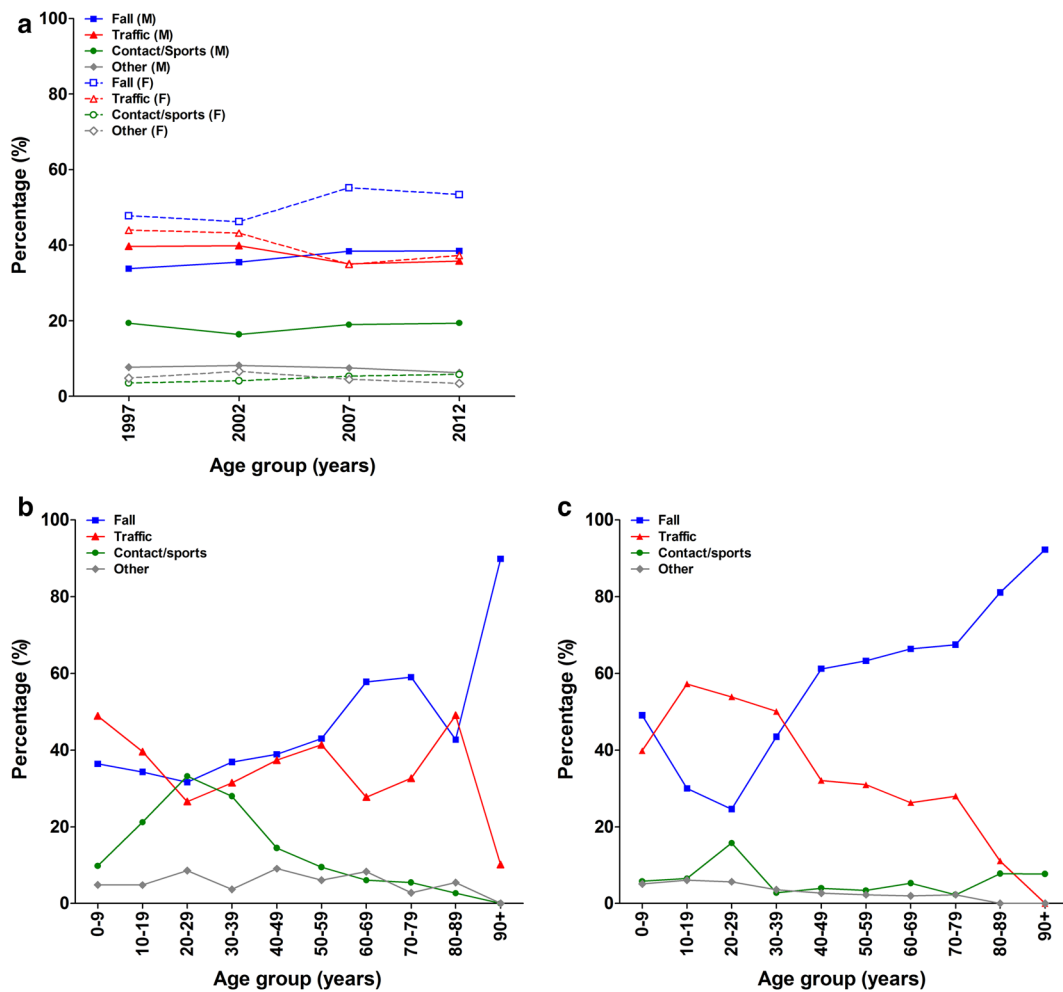 a
100
80
60
40
20
0
Percentage (%)
Fall (M)
Traffic (M)
Contact/Sports (M)
Other (M)
Fall (F)
Traffic (F)
Contact/sports (F)
Other (F)
1997 2002 2007 2012
Age group (years)
b
100
80
60
40
20
0
Percentage (%)
Fall
Traffic
Contact/sports
Other
0-9 10-19 20-29 30-39 40-49 50-59 60-69 70-79 80-89 90+
Age group (years)
c
100
80
60
40
20
0
Percentage (%)
Fall
Traffic
Contact/sports
Other
0-9 10-19 20-29 30-39 40-49 50-59 60-69 70-79 80-89 90+
Age group (years)